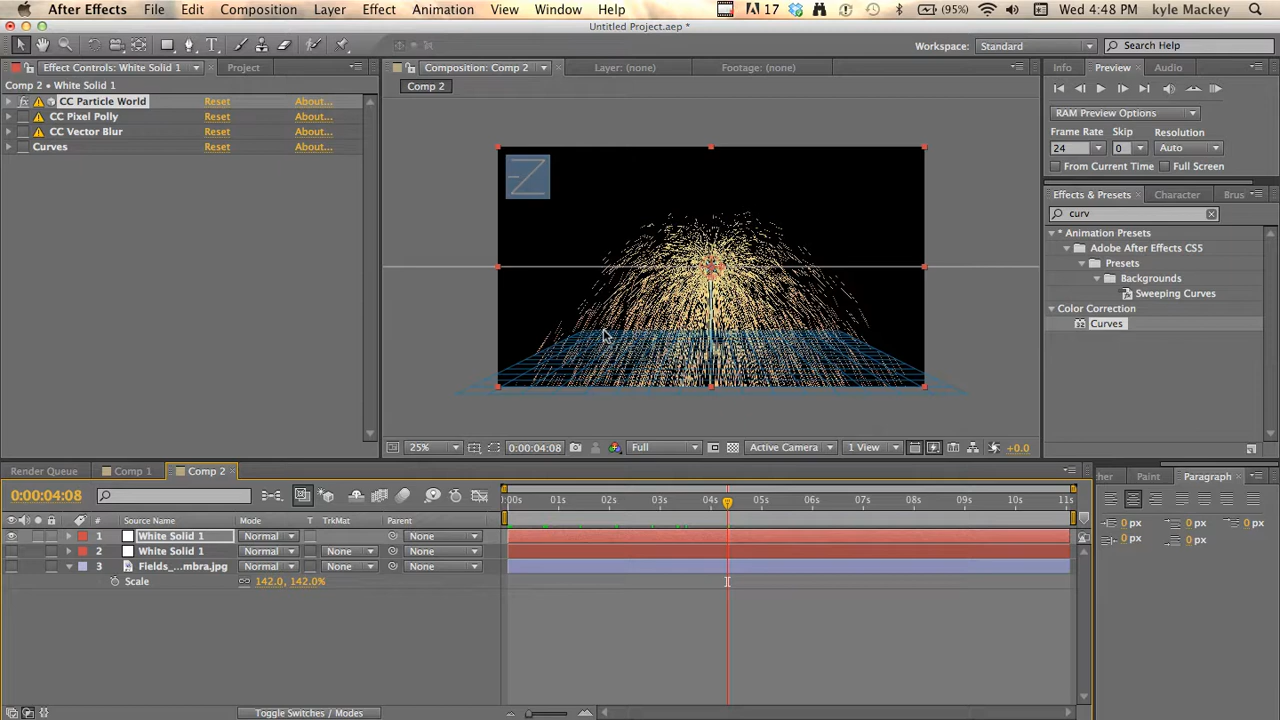 After Effects File Edit Composition Layer Effect Animation View Window Help 17 (95%) Wed 4:48 PM kyle Mackey
Untitled Project.aep *
Workspace: Standard Search Help
Effect Controls: White Solid 1 Project Composition: Comp 2 Layer: (none) Footage: (none) Info Preview Audio
Comp 2 • White Solid 1 Comp 2
CC Particle World Reset About...
CC Pixel Polly Reset About...
CC Vector Blur Reset About...
Curves Reset About...
RAM Preview Options
Frame Rate Skip Resolution
24 0 Auto
From Current Time Full Screen
Effects & Presets Character Brus
curv
* Animation Presets
Adobe After Effects CS5
Presets
Backgrounds
Sweeping Curves
Color Correction
Curves
Z
25% 0:00:04:08 Full Active Camera 1 View +0.0
Render Queue Comp 1 Comp 2 Paint Paragraph
0:00:04:08 :00s 01s 02s 03s 04s 05s 06s 07s 08s 09s 10s 11s
# Source Name Mode T TrkMat Parent
1 White Solid 1 Normal None
2 White Solid 1 Normal None None
3 Fields_...mbra.jpg Normal None None
Scale 142.0, 142.0%
0 px 0 px 0 px
0 px 0 px
Toggle Switches / Modes